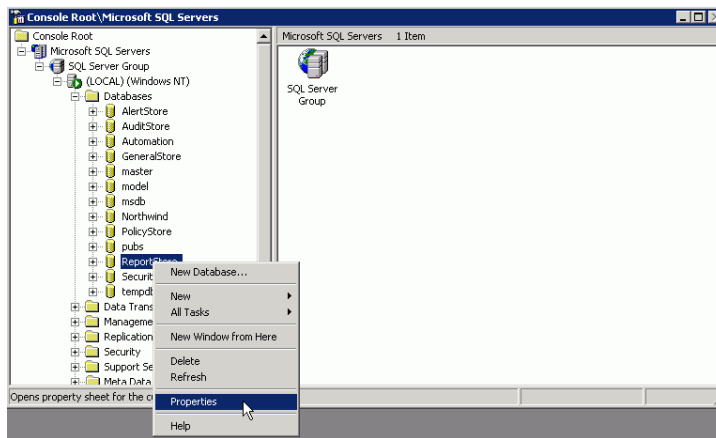 Console Root\Microsoft SQL Servers
Console Root
Microsoft SQL Servers
SQL Server Group
(LOCAL) (Windows NT)
Databases
AlertStore
AuditStore
Automation
GeneralStore
master
model
msdb
Northwind
PolicyStore
pubs
ReportStore
Securit
tempdb
Data Trans
Manageme
Replication
Security
Support Se
Meta Data
Opens property sheet for the cu
Microsoft SQL Servers 1 Item
SQL Server
Group
New Database...
New
All Tasks
New Window from Here
Delete
Refresh
Properties
Help